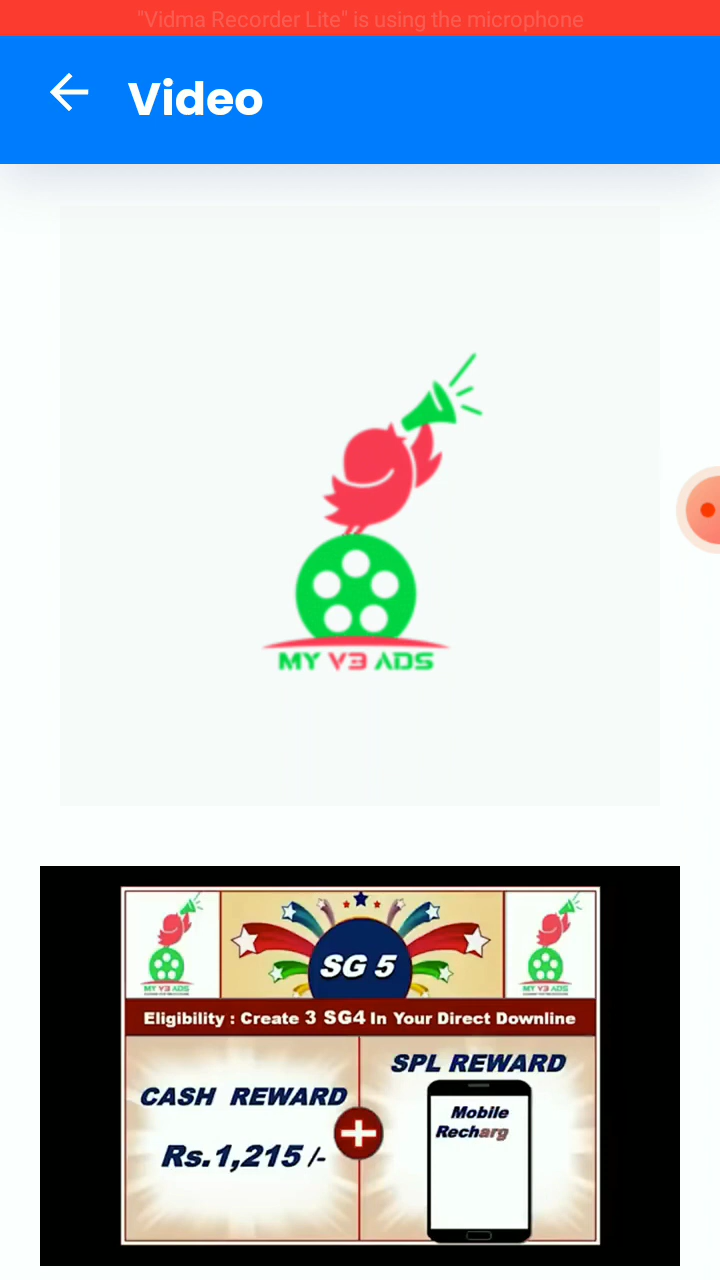 "Vidma Recorder Lite" is using the microphone
Video
MY V3 ADS
SG 5
MY V3 ADS
MY V3 ADS
Eligibility : Create 3 SG4 In Your Direct Downline
CASH REWARD
Rs.1,215 /-
SPL REWARD
Mobile
Recharg